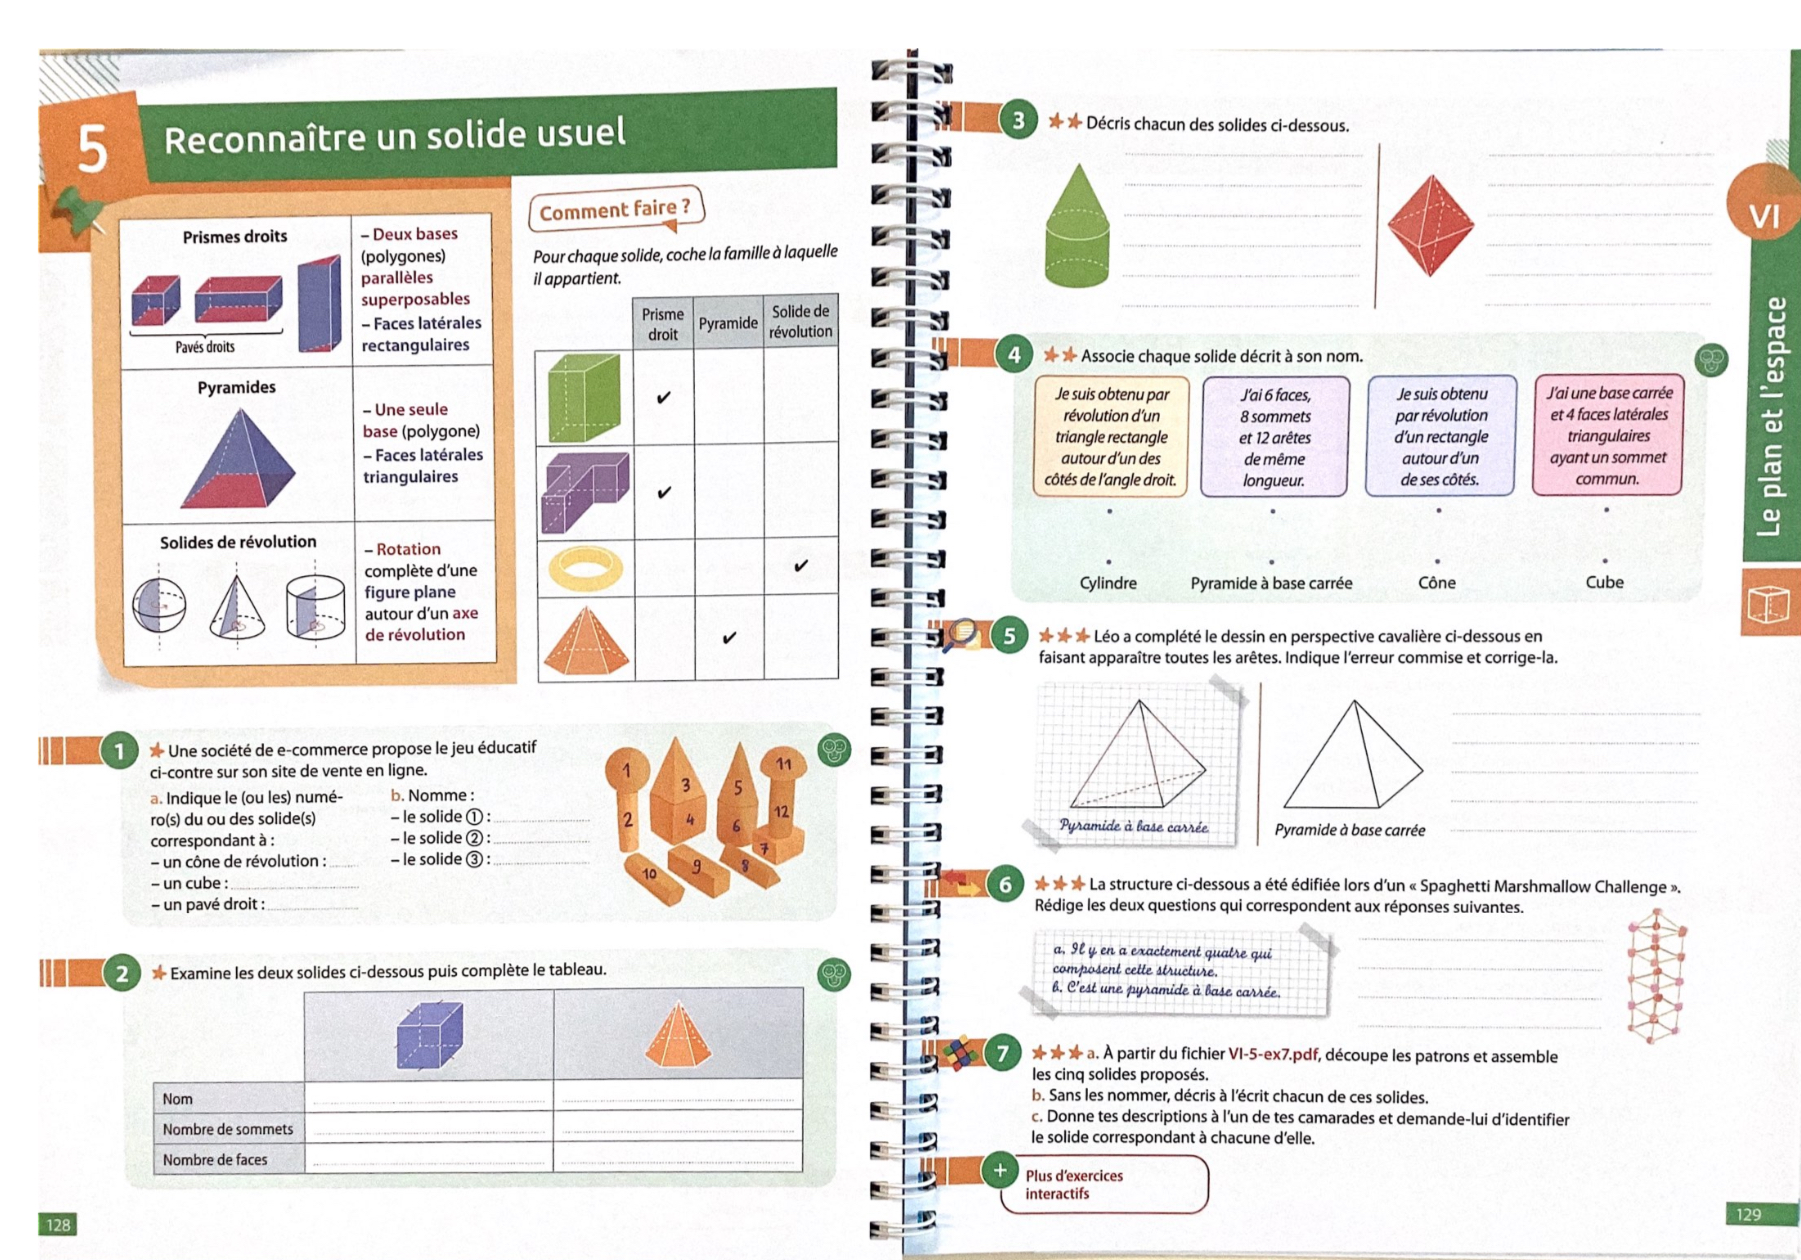 5
Reconnaître un solide usuel
Prismes droits
Pavés droits
– Deux bases
(polygones)
parallèles
superposables
– Faces latérales
rectangulaires
Pyramides
– Une seule
base (polygone)
– Faces latérales
triangulaires
Solides de révolution
– Rotation
complète d'une
figure plane
autour d'un axe
de révolution
Comment faire ?
Pour chaque solide, coche la famille à laquelle
il appartient.
Prisme
droit
Pyramide
Solide de
révolution
✔
✔
✔
✔
1
★ Une société de e-commerce propose le jeu éducatif
ci-contre sur son site de vente en ligne.
a. Indique le (ou les) numé-
ro(s) du ou des solide(s)
correspondant à :
– un cône de révolution :
– un cube :
– un pavé droit :
b. Nomme :
– le solide ① :
– le solide ② :
– le solide ③ :
1
2
3
4
5
6
11
12
7
8
9
10
2
★ Examine les deux solides ci-dessous puis complète le tableau.
Nom
Nombre de sommets
Nombre de faces
128
3
★★ Décris chacun des solides ci-dessous.
4
★★ Associe chaque solide décrit à son nom.
Je suis obtenu par
révolution d'un
triangle rectangle
autour d'un des
côtés de l'angle droit.
J'ai 6 faces,
8 sommets
et 12 arêtes
de même
longueur.
Je suis obtenu
par révolution
d'un rectangle
autour d'un
de ses côtés.
J'ai une base carrée
et 4 faces latérales
triangulaires
ayant un sommet
commun.
Cylindre
Pyramide à base carrée
Cône
Cube
5
★★★ Léo a complété le dessin en perspective cavalière ci-dessous en
faisant apparaître toutes les arêtes. Indique l'erreur commise et corrige-la.
Pyramide à base carrée
Pyramide à base carrée
6
★★★ La structure ci-dessous a été édifiée lors d'un « Spaghetti Marshmallow Challenge ».
Rédige les deux questions qui correspondent aux réponses suivantes.
a. Il y en a exactement quatre qui
composent cette structure.
b. C'est une pyramide à base carrée.
7
★★★ a. À partir du fichier VI-5-ex7.pdf, découpe les patrons et assemble
les cinq solides proposés.
b. Sans les nommer, décris à l'écrit chacun de ces solides.
c. Donne tes descriptions à l'un de tes camarades et demande-lui d'identifier
le solide correspondant à chacune d'elle.
+
Plus d'exercices
interactifs
VI
Le plan et l'espace
129